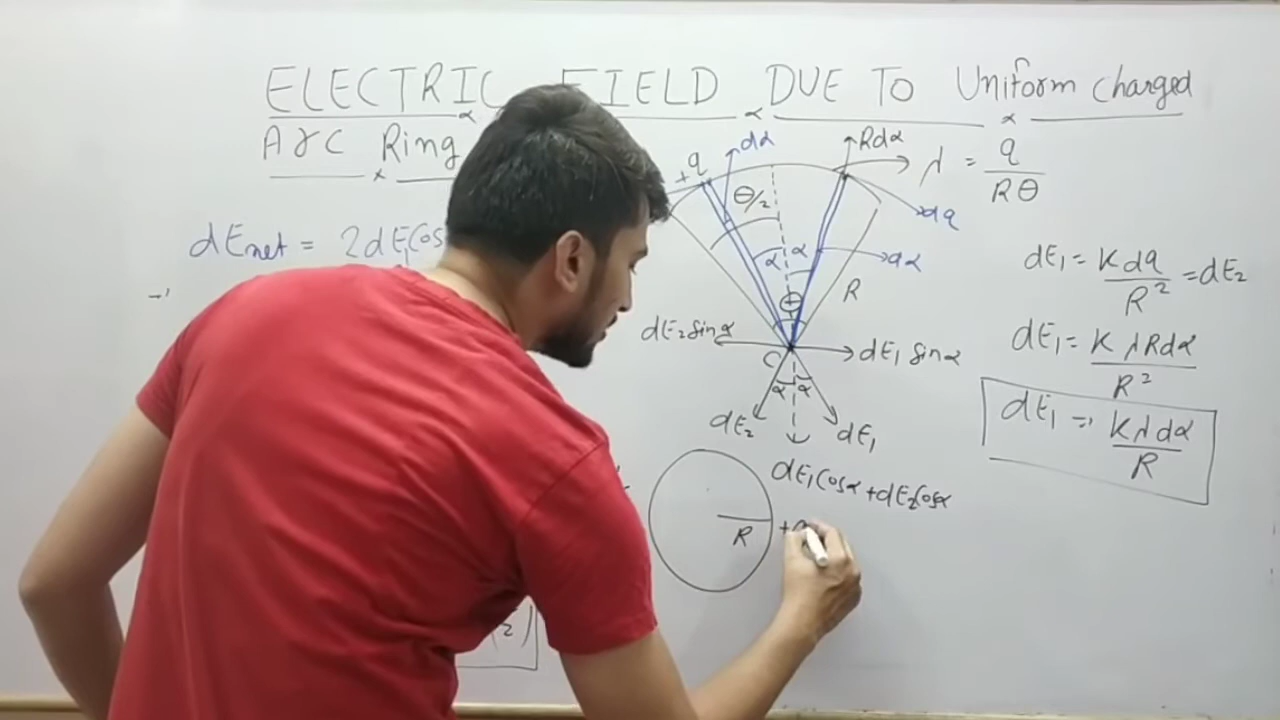 ELECTRIC FIELD DUE TO Uniform charged
Arc Ring
+q
dα
Rdα
λ = q / Rθ
θ/2
dq
dEnet = 2dE₁Cos
α
α
dα
θ
R
dE₁ = Kdq / R² = dE₂
dE₂ Sinα
C
dE₁ Sinα
dE₁ = KλRdα / R²
α
α
dE₂
dE₁
dE₁ => Kλdα / R
dE₁Cosα + dE₂Cosα
R